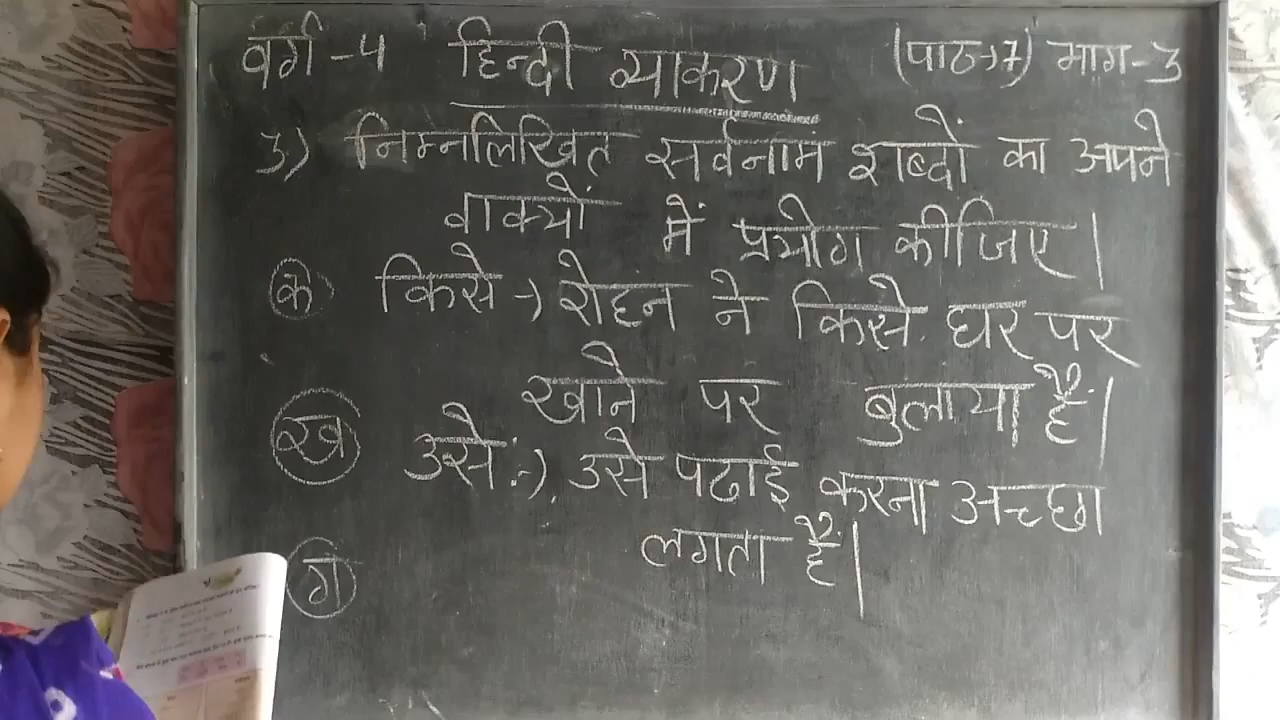 वर्ग - 4 हिन्दी व्याकरण (पाठ→7) भाग - 3
3) निम्नलिखित सर्वनाम शब्दों का अपने
वाक्यों में प्रयोग कीजिए।
(क) किसे → रोहन ने किसे घर पर
खाने पर बुलाया है।
(ख) उसे :→ उसे पढाई करना अच्छा
लगता है।
(ग)